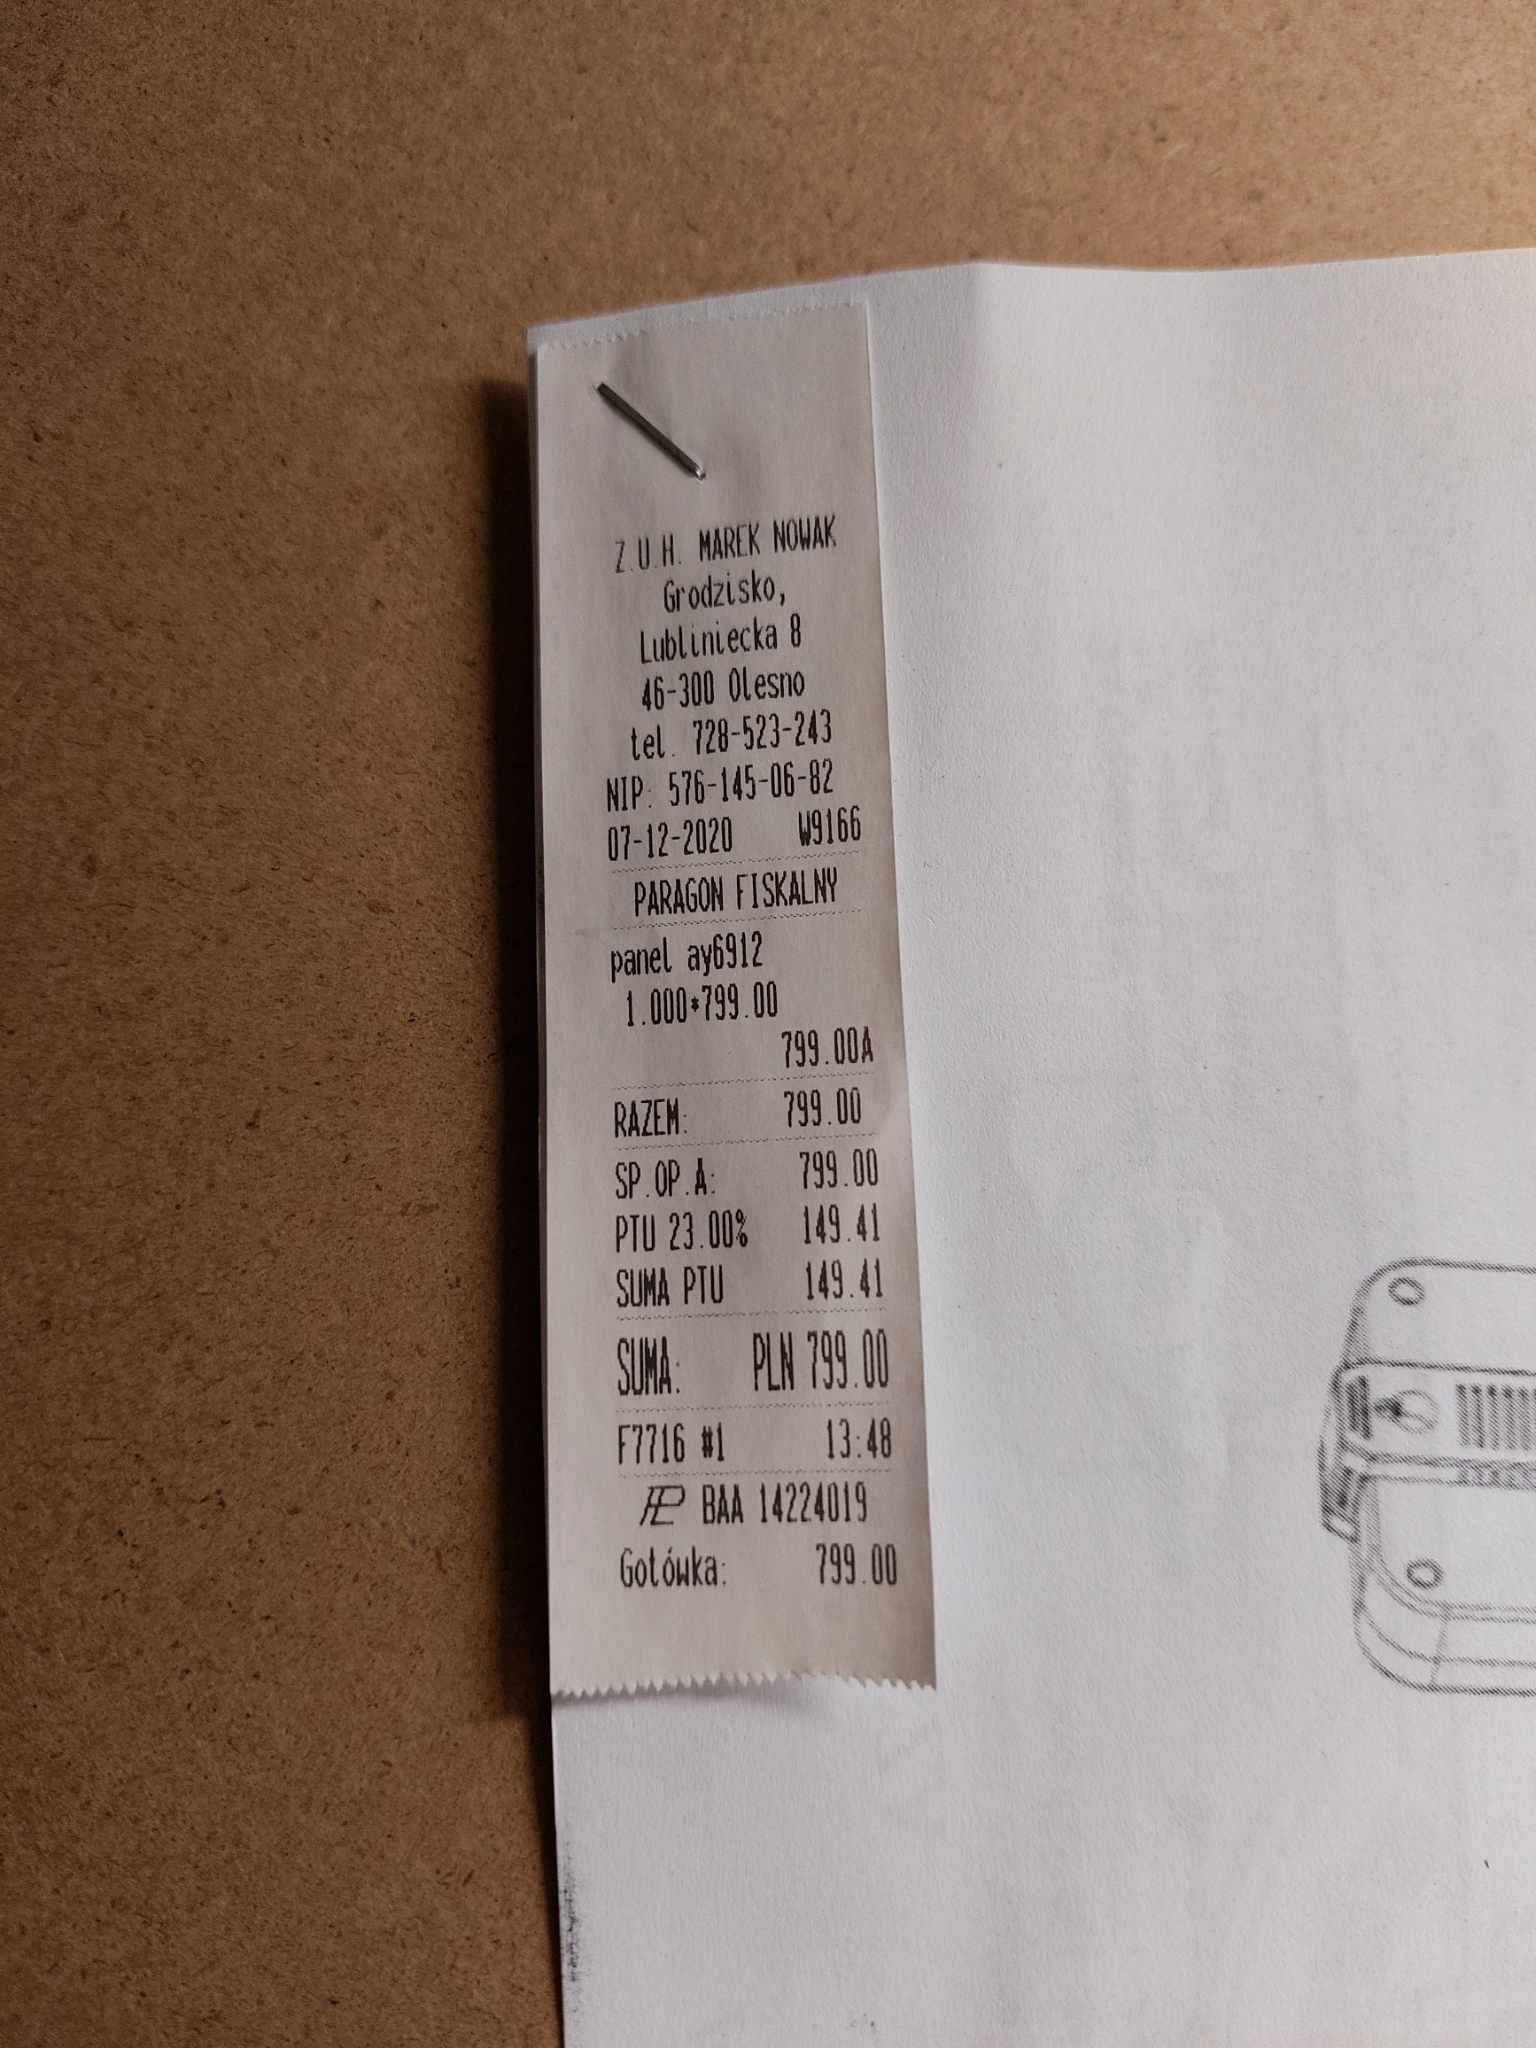 Z.U.H. MAREK NOWAK
Grodzisko,
Lubliniecka 8
46-300 Olesno
tel. 728-523-243
NIP: 576-145-06-82
07-12-2020 W9166
PARAGON FISKALNY
panel ay6912
1.000*799.00
799.00A
RAZEM: 799.00
SP.OP.A: 799.00
PTU 23.00% 149.41
SUMA PTU 149.41
SUMA: PLN 799.00
F7716 #1 13:48
BAA 14224019
Gotówka: 799.00